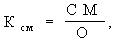 К см = С М / О ,